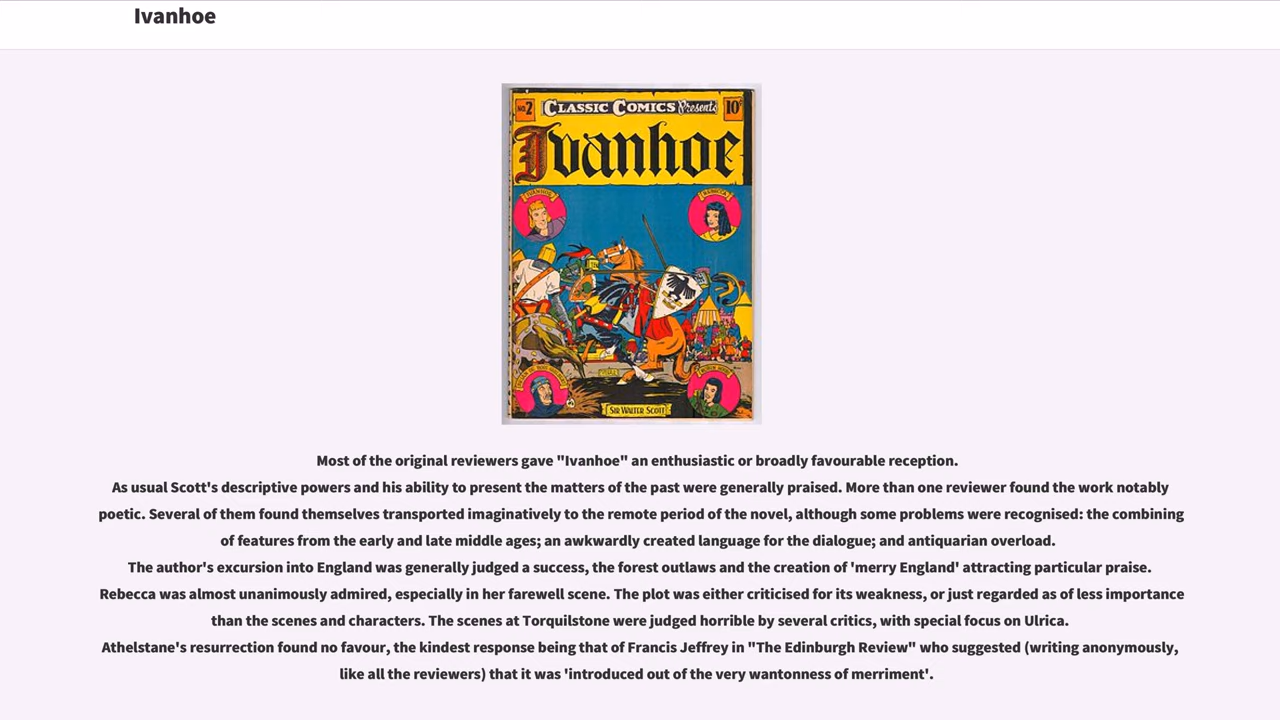 Ivanhoe
No.2
CLASSIC COMICS Presents
10¢
Ivanhoe
IVANHOE
REBECCA
ROBIN HOOD
SIR WALTER SCOTT
Most of the original reviewers gave "Ivanhoe" an enthusiastic or broadly favourable reception.
As usual Scott's descriptive powers and his ability to present the matters of the past were generally praised. More than one reviewer found the work notably
poetic. Several of them found themselves transported imaginatively to the remote period of the novel, although some problems were recognised: the combining
of features from the early and late middle ages; an awkwardly created language for the dialogue; and antiquarian overload.
The author's excursion into England was generally judged a success, the forest outlaws and the creation of 'merry England' attracting particular praise.
Rebecca was almost unanimously admired, especially in her farewell scene. The plot was either criticised for its weakness, or just regarded as of less importance
than the scenes and characters. The scenes at Torquilstone were judged horrible by several critics, with special focus on Ulrica.
Athelstane's resurrection found no favour, the kindest response being that of Francis Jeffrey in "The Edinburgh Review" who suggested (writing anonymously,
like all the reviewers) that it was 'introduced out of the very wantonness of merriment'.